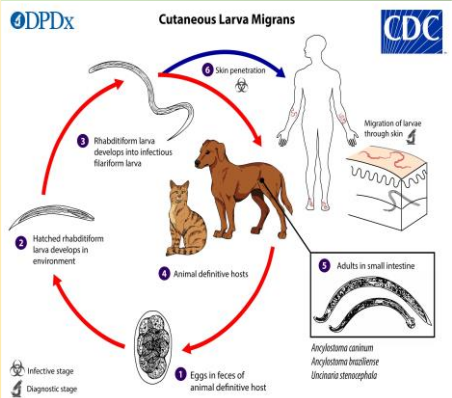 DPDx
Cutaneous Larva Migrans
CDC
6 Skin penetration
Migration of larvae
through skin
3 Rhabditiform larva
develops into infectious
filariform larva
2 Hatched rhabditiform
larva develops in
environment
4 Animal definitive hosts
5 Adults in small intestine
Ancylostoma caninum
Ancylostoma braziliense
Uncinaria stenocephala
1 Eggs in feces of
animal definitive host
Infective stage
Diagnostic stage